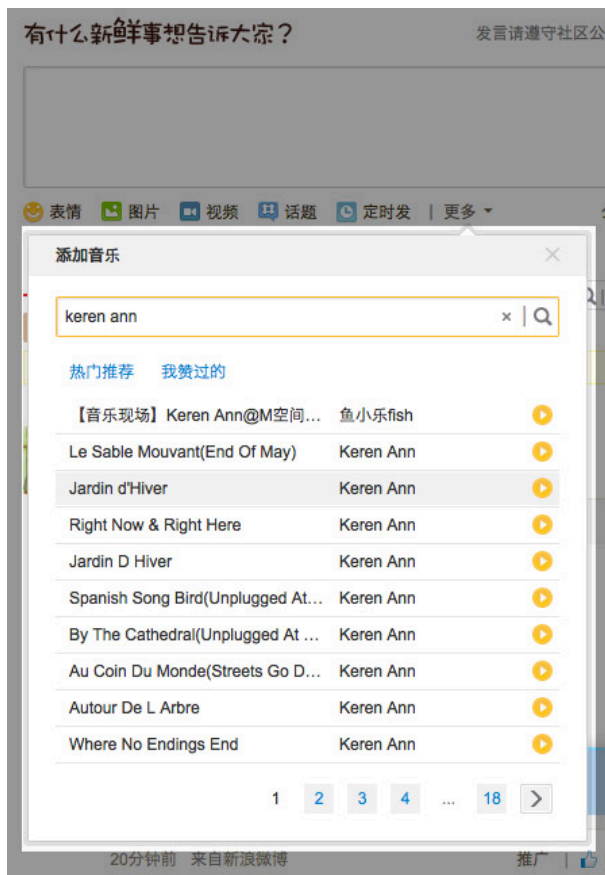 有什么新鲜事想告诉大家？ 发言请遵守社区公
表情 图片 视频 话题 定时发 | 更多
添加音乐
keren ann
热门推荐 我赞过的
【音乐现场】Keren Ann@M空间... 鱼小乐fish
Le Sable Mouvant(End Of May) Keren Ann
Jardin d'Hiver Keren Ann
Right Now & Right Here Keren Ann
Jardin D Hiver Keren Ann
Spanish Song Bird(Unplugged At... Keren Ann
By The Cathedral(Unplugged At ... Keren Ann
Au Coin Du Monde(Streets Go D... Keren Ann
Autour De L Arbre Keren Ann
Where No Endings End Keren Ann
1 2 3 4 ... 18
20分钟前 来自新浪微博 推广 |